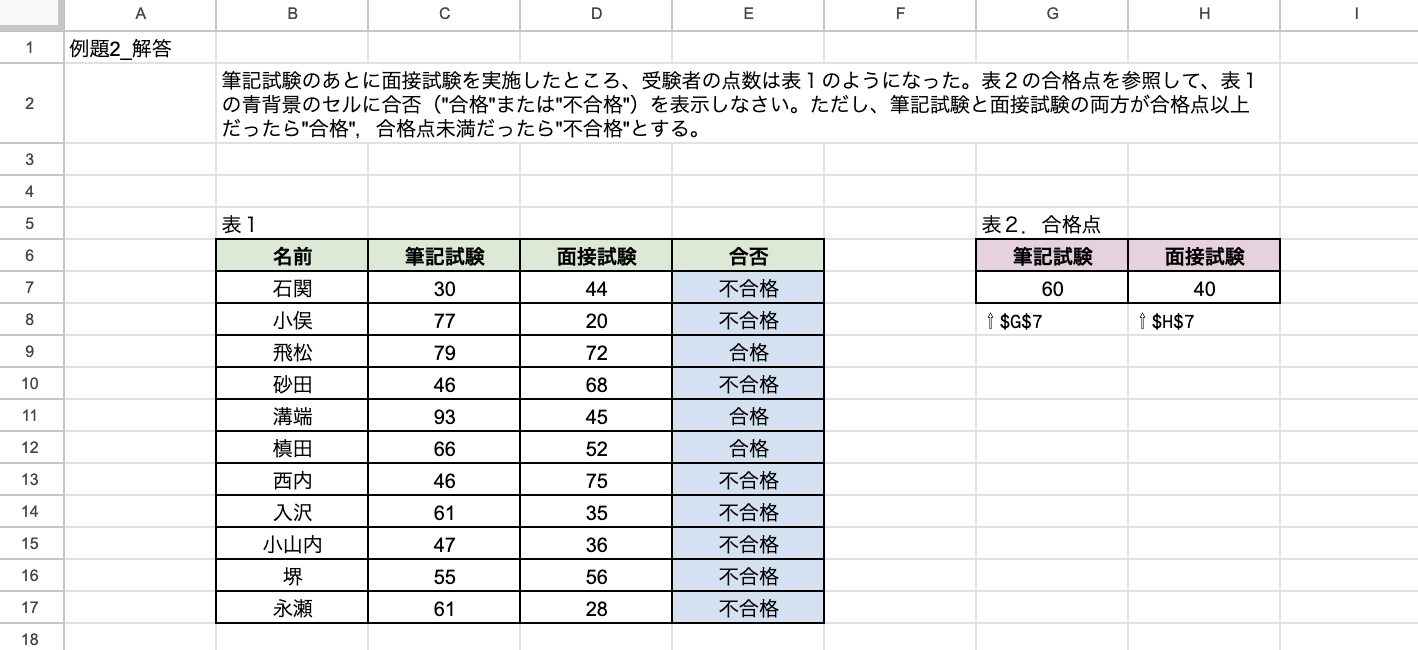 A B C D E F G H I
1 例題2_解答
2 筆記試験のあとに面接試験を実施したところ、受験者の点数は表１のようになった。表２の合格点を参照して、表１
の青背景のセルに合否（"合格"または"不合格"）を表示しなさい。ただし、筆記試験と面接試験の両方が合格点以上
だったら"合格"，合格点未満だったら"不合格"とする。
3
4
5 表１ 表２．合格点
6 名前 筆記試験 面接試験 合否 筆記試験 面接試験
7 石関 30 44 不合格 60 40
8 小俣 77 20 不合格 ⇧ $G$7 ⇧ $H$7
9 飛松 79 72 合格
10 砂田 46 68 不合格
11 溝端 93 45 合格
12 槙田 66 52 合格
13 西内 46 75 不合格
14 入沢 61 35 不合格
15 小山内 47 36 不合格
16 堺 55 56 不合格
17 永瀬 61 28 不合格
18